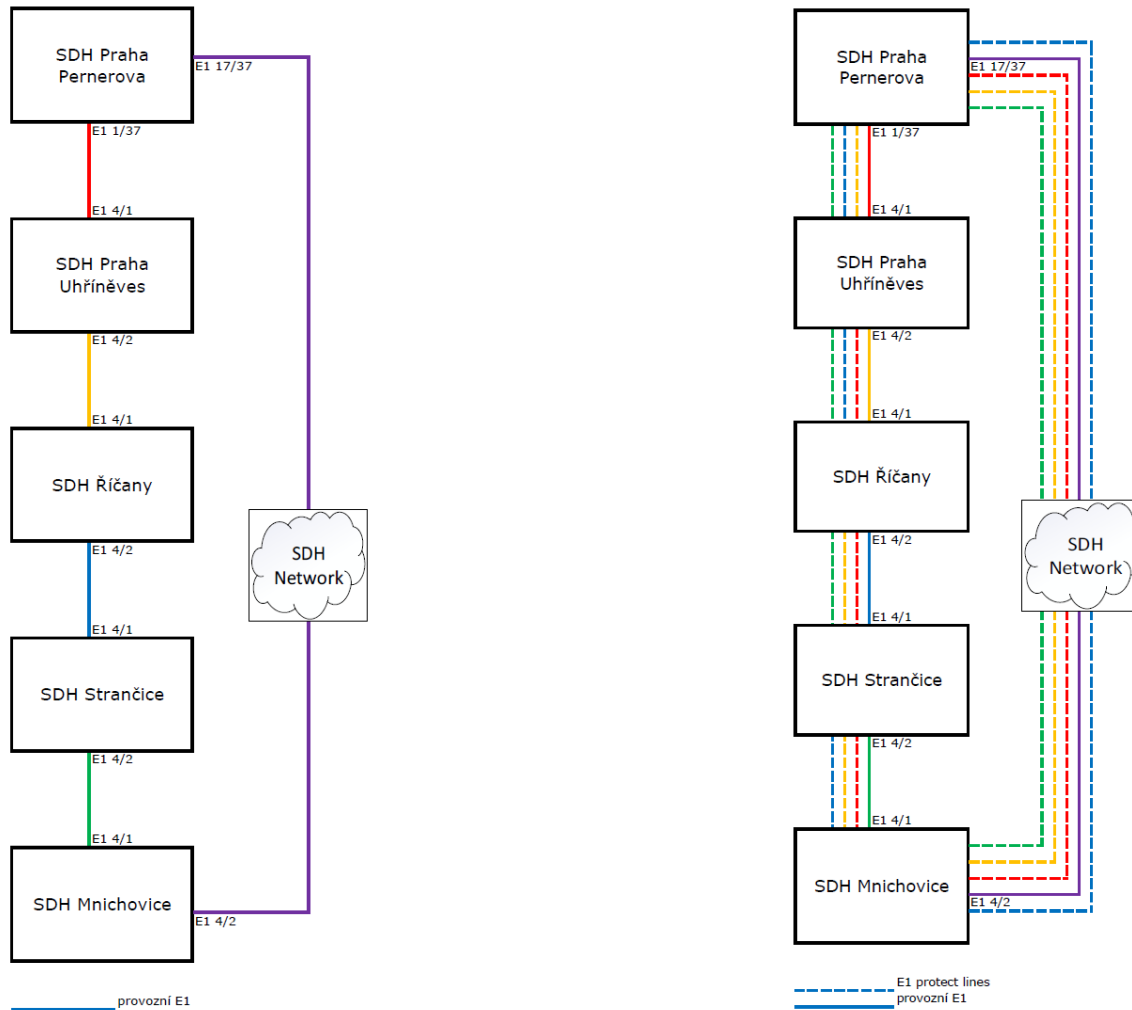 SDH Praha
Pernerova
E1 17/37
E1 1/37
E1 4/1
SDH Praha
Uhříněves
E1 4/2
E1 4/1
SDH Říčany
E1 4/2
SDH
Network
E1 4/1
SDH Strančice
E1 4/2
E1 4/1
SDH Mnichovice
E1 4/2
provozní E1
SDH Praha
Pernerova
E1 17/37
E1 1/37
E1 4/1
SDH Praha
Uhříněves
E1 4/2
E1 4/1
SDH Říčany
E1 4/2
SDH
Network
E1 4/1
SDH Strančice
E1 4/2
E1 4/1
SDH Mnichovice
E1 4/2
E1 protect lines
provozní E1